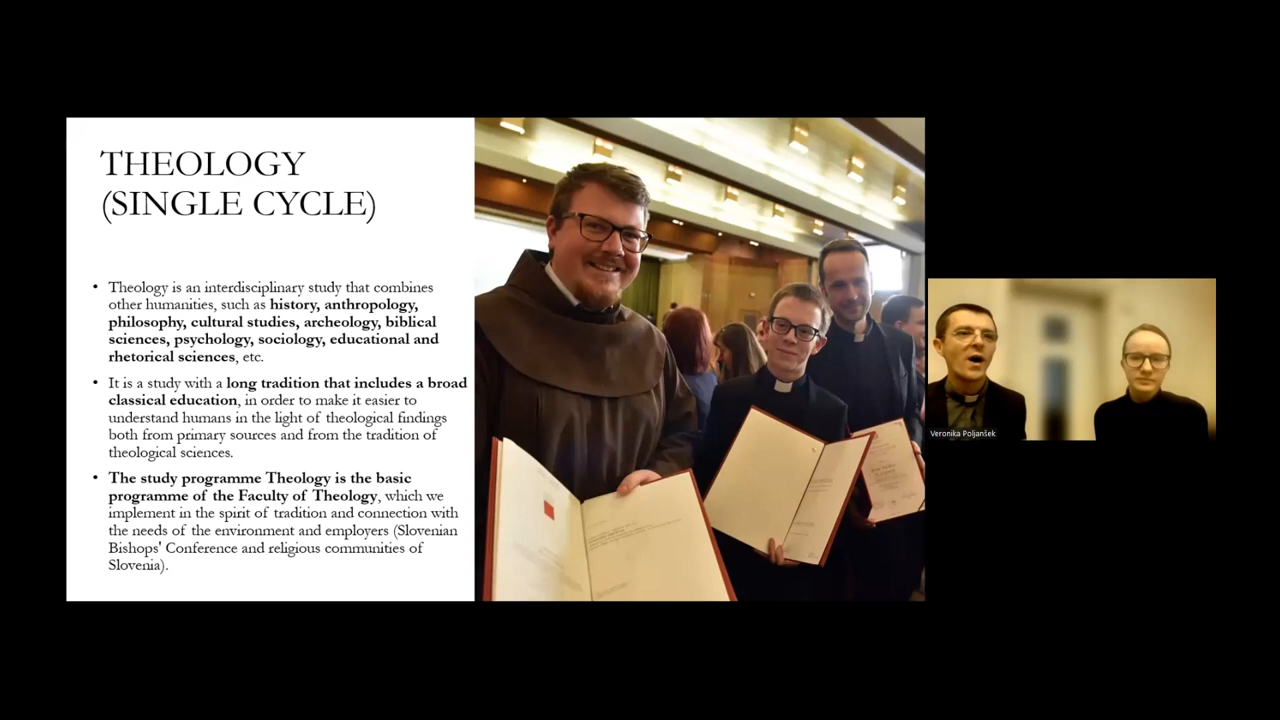 THEOLOGY
(SINGLE CYCLE)
• Theology is an interdisciplinary study that combines
other humanities, such as history, anthropology,
philosophy, cultural studies, archeology, biblical
sciences, psychology, sociology, educational and
rhetorical sciences, etc.
• It is a study with a long tradition that includes a broad
classical education, in order to make it easier to
understand humans in the light of theological findings
both from primary sources and from the tradition of
theological sciences.
• The study programme Theology is the basic
programme of the Faculty of Theology, which we
implement in the spirit of tradition and connection with
the needs of the environment and employers (Slovenian
Bishops' Conference and religious communities of
Slovenia).
Veronika Poljanšek